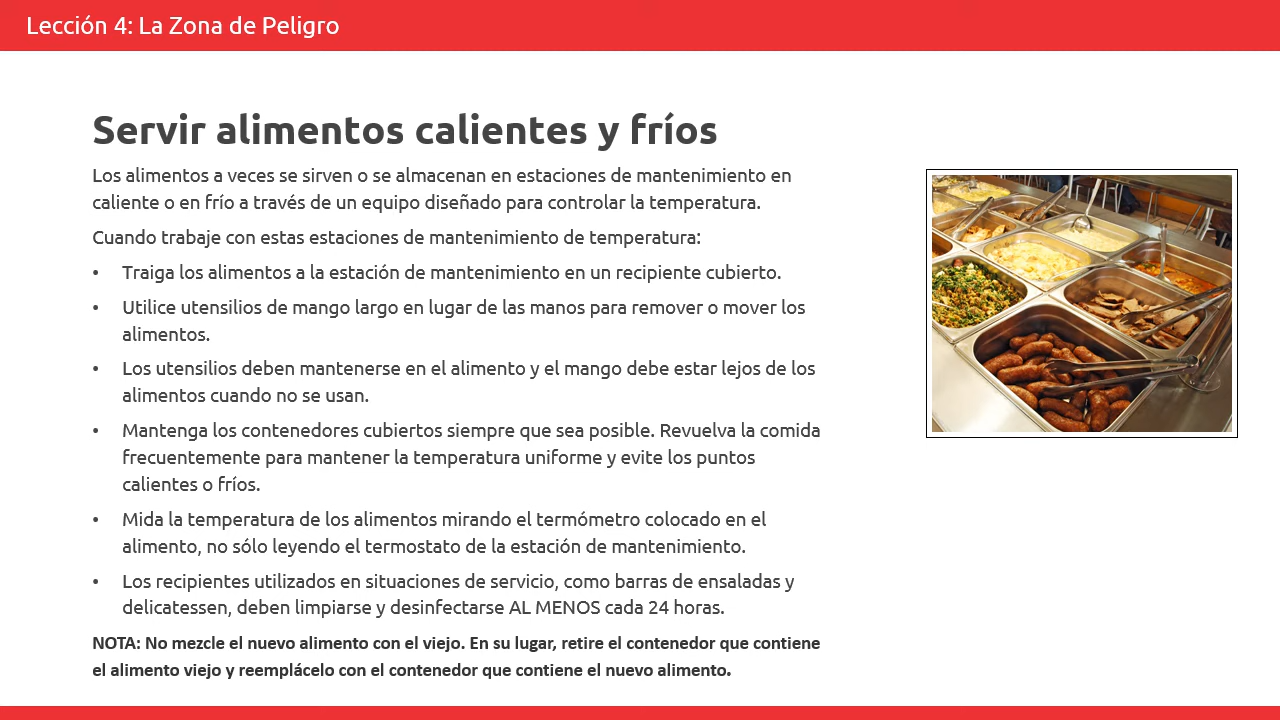 Lección 4: La Zona de Peligro
Servir alimentos calientes y fríos
Los alimentos a veces se sirven o se almacenan en estaciones de mantenimiento en
caliente o en frío a través de un equipo diseñado para controlar la temperatura.
Cuando trabaje con estas estaciones de mantenimiento de temperatura:
• Traiga los alimentos a la estación de mantenimiento en un recipiente cubierto.
• Utilice utensilios de mango largo en lugar de las manos para remover o mover los
alimentos.
• Los utensilios deben mantenerse en el alimento y el mango debe estar lejos de los
alimentos cuando no se usan.
• Mantenga los contenedores cubiertos siempre que sea posible. Revuelva la comida
frecuentemente para mantener la temperatura uniforme y evite los puntos
calientes o fríos.
• Mida la temperatura de los alimentos mirando el termómetro colocado en el
alimento, no sólo leyendo el termostato de la estación de mantenimiento.
• Los recipientes utilizados en situaciones de servicio, como barras de ensaladas y
delicatessen, deben limpiarse y desinfectarse AL MENOS cada 24 horas.
NOTA: No mezcle el nuevo alimento con el viejo. En su lugar, retire el contenedor que contiene
el alimento viejo y reemplácelo con el contenedor que contiene el nuevo alimento.